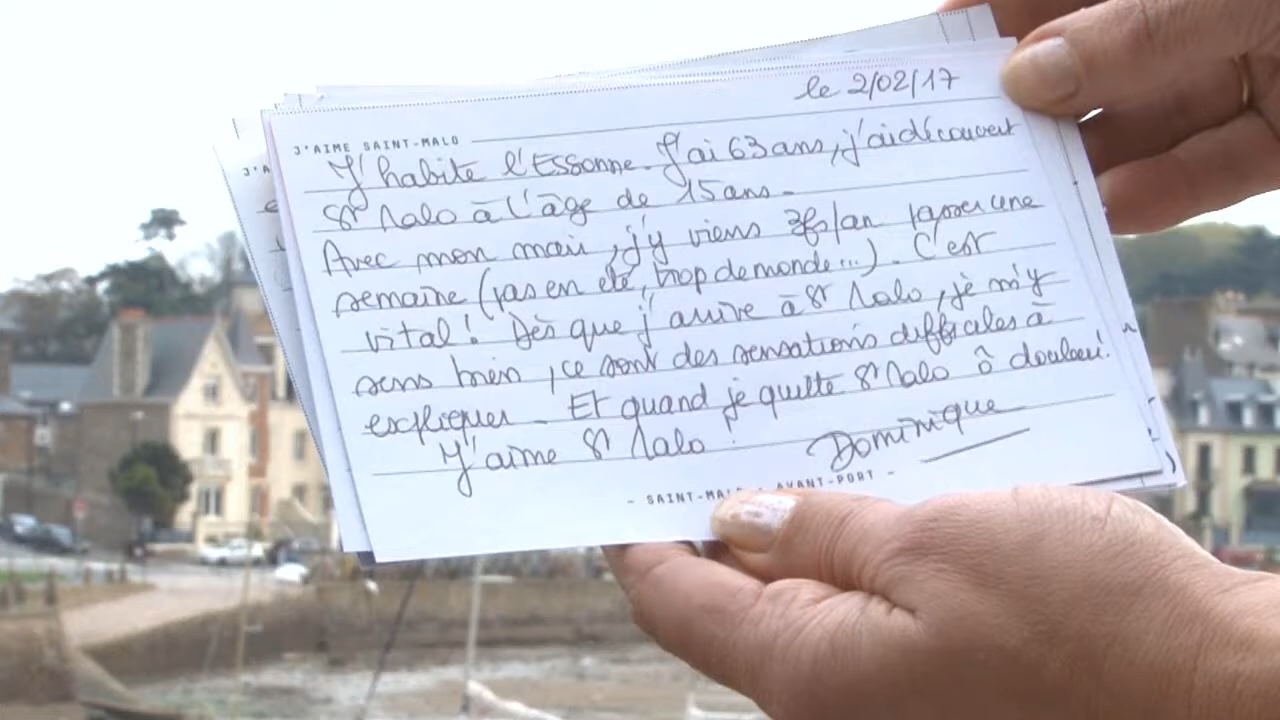 le 2/02/17
J'AIME SAINT-MALO
J'habite l'Essonne. J'ai 63 ans, j'ai découvert
St Malo à l'âge de 15 ans.
Avec mon mari, j'y viens 3fs/an passer une
semaine (pas en été, trop de monde...). C'est
vital! Dès que j'arrive à St Malo, je m'y
sens bien, ce sont des sensations difficiles à
expliquer. Et quand je quitte St Malo ô douleur!
J'aime St Malo!
Dominique
- SAINT-MA AVANT-PORT -
J'A